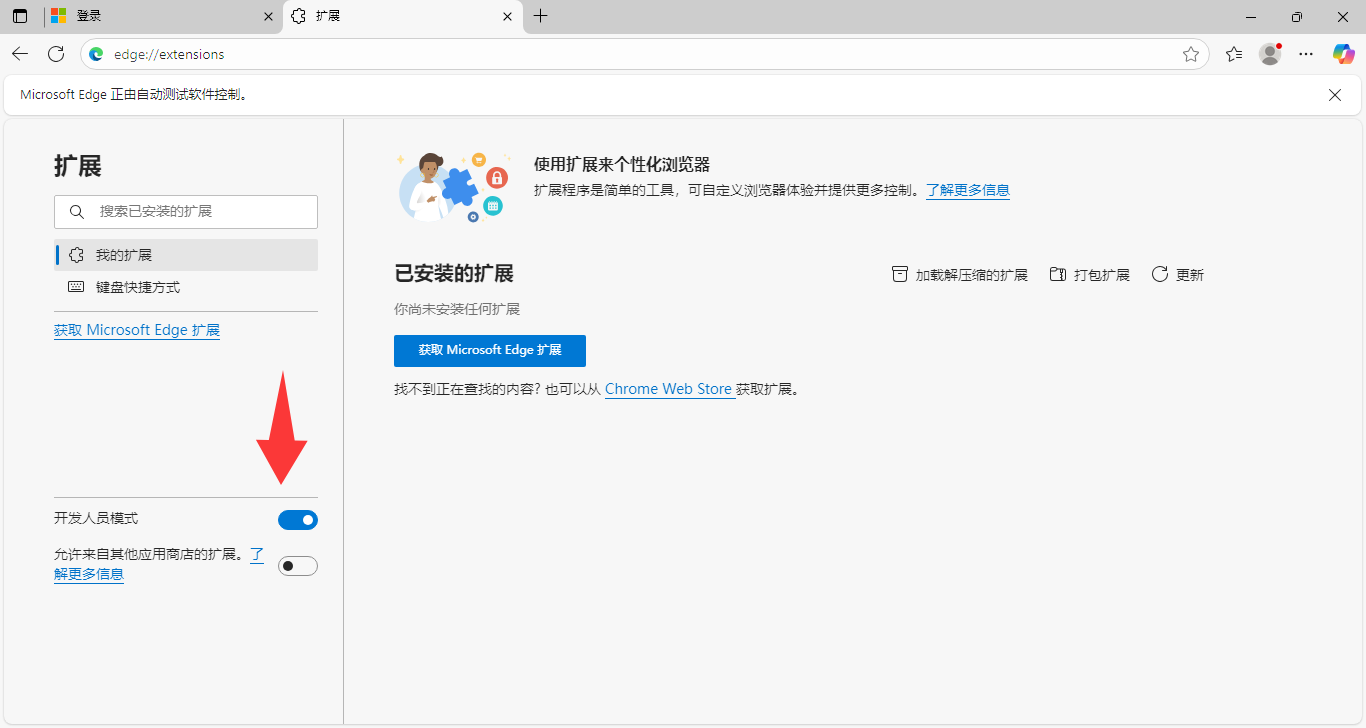 登录
扩展
edge://extensions
Microsoft Edge 正由自动测试软件控制。
扩展
搜索已安装的扩展
我的扩展
键盘快捷方式
获取 Microsoft Edge 扩展
开发人员模式
允许来自其他应用商店的扩展。了
解更多信息
使用扩展来个性化浏览器
扩展程序是简单的工具，可自定义浏览器体验并提供更多控制。了解更多信息
已安装的扩展
加载解压缩的扩展
打包扩展
更新
你尚未安装任何扩展
获取 Microsoft Edge 扩展
找不到正在查找的内容? 也可以从 Chrome Web Store 获取扩展。